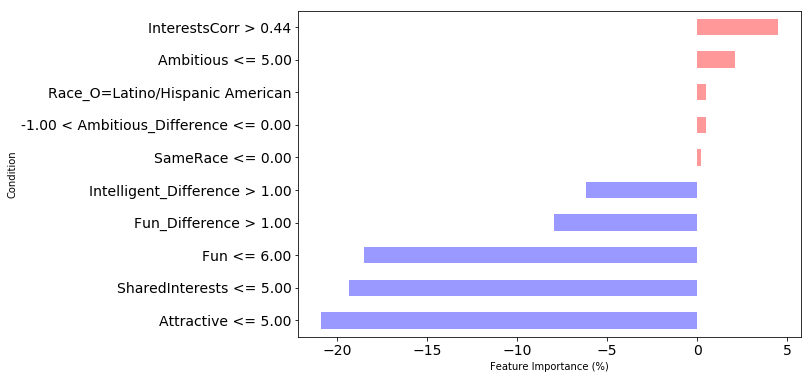 InterestsCorr > 0.44
Ambitious <= 5.00
Race_O=Latino/Hispanic American
-1.00 < Ambitious_Difference <= 0.00
SameRace <= 0.00
Intelligent_Difference > 1.00
Fun_Difference > 1.00
Fun <= 6.00
SharedInterests <= 5.00
Attractive <= 5.00
Condition
−20 −15 −10 −5 0 5
Feature Importance (%)